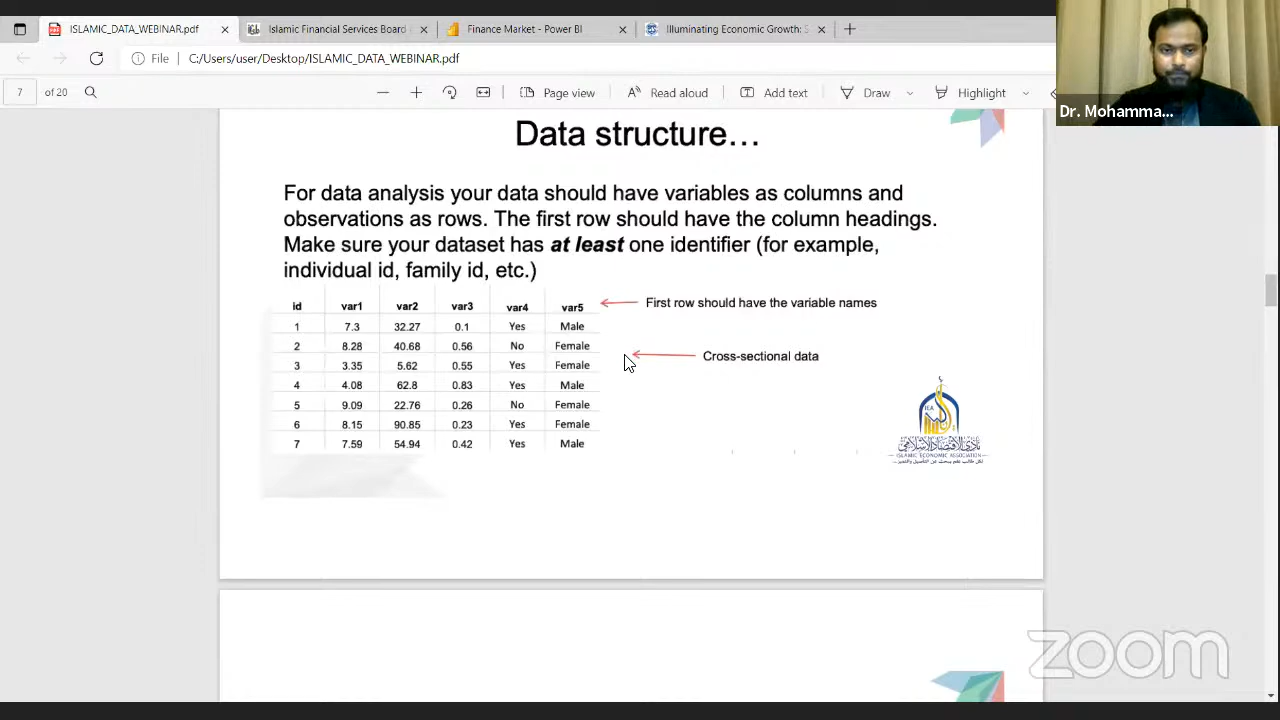 ISLAMIC_DATA_WEBINAR.pdf
Islamic Financial Services Board
Finance Market - Power BI
Illuminating Economic Growth: S
File
C:/Users/user/Desktop/ISLAMIC_DATA_WEBINAR.pdf
7 of 20
Page view
Read aloud
Add text
Draw
Highlight
Dr. Mohamma...
Data structure…
For data analysis your data should have variables as columns and
observations as rows. The first row should have the column headings.
Make sure your dataset has at least one identifier (for example,
individual id, family id, etc.)
id var1 var2 var3 var4 var5
1 7.3 32.27 0.1 Yes Male
2 8.28 40.68 0.56 No Female
3 3.35 5.62 0.55 Yes Female
4 4.08 62.8 0.83 Yes Male
5 9.09 22.76 0.26 No Female
6 8.15 90.85 0.23 Yes Female
7 7.59 54.94 0.42 Yes Male
First row should have the variable names
Cross-sectional data
IEA
نادي الاقتصاد الإسلامي
ISLAMIC ECONOMIC ASSOCIATION
zoom